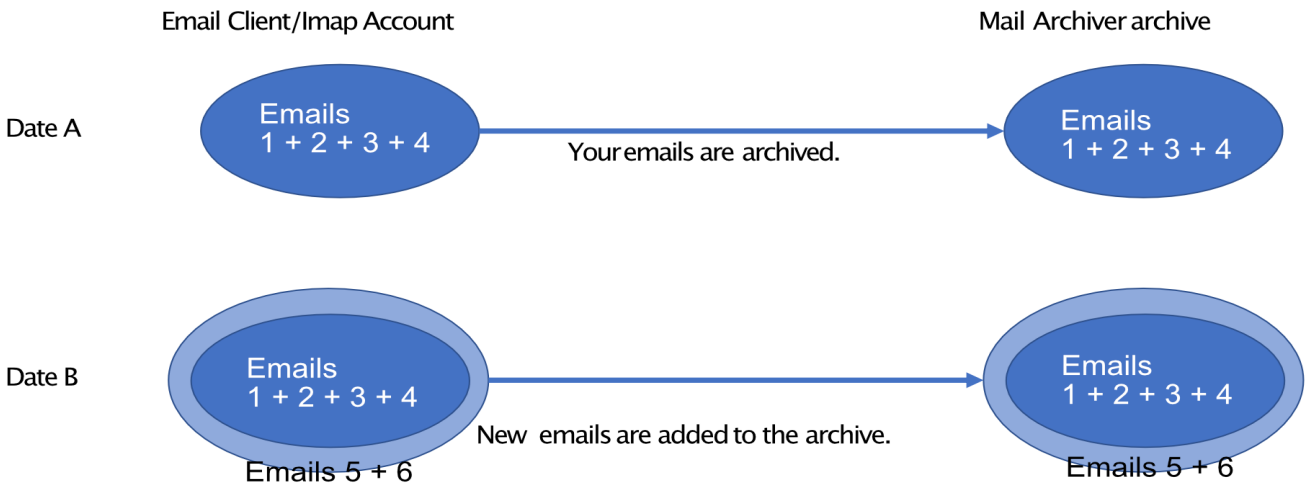 Email Client/Imap Account
Mail Archiver archive
Date A
Emails
1 + 2 + 3 + 4
Your emails are archived.
Emails
1 + 2 + 3 + 4
Date B
Emails
1 + 2 + 3 + 4
New emails are added to the archive.
Emails
1 + 2 + 3 + 4
Emails 5 + 6
Emails 5 + 6